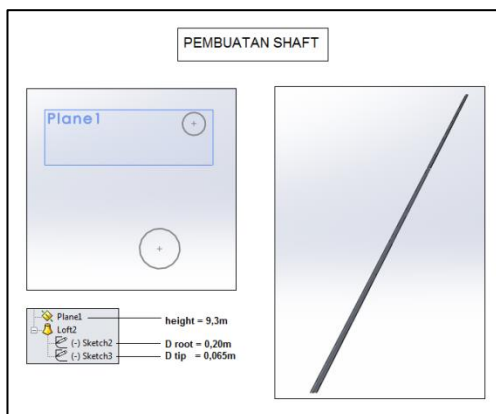 PEMBUATAN SHAFT
Plane1
Plane1
height = 9,3m
Loft2
(-) Sketch2
D root = 0,20m
(-) Sketch3
D tip = 0,065m